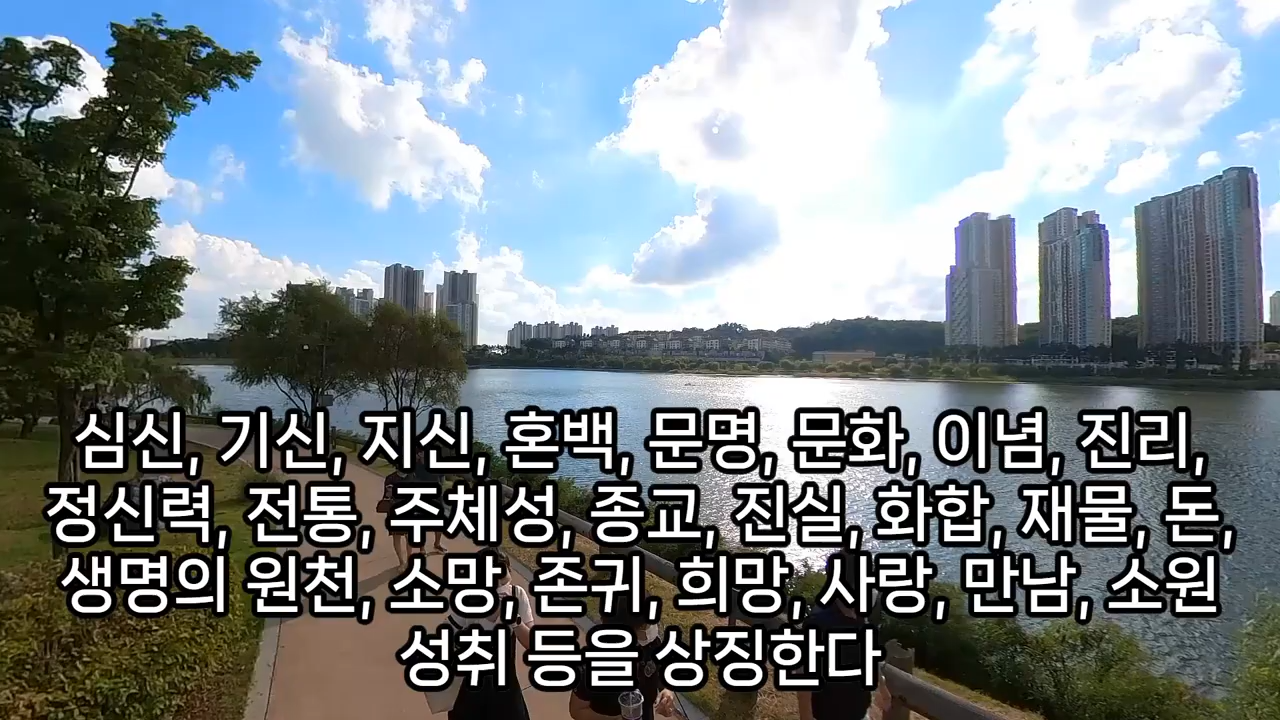 심신, 기신, 지신, 혼백, 문명, 문화, 이념, 진리,
정신력, 전통, 주체성, 종교, 진실, 화합, 재물, 돈,
생명의 원천, 소망, 존귀, 희망, 사랑, 만남, 소원
성취 등을 상징한다